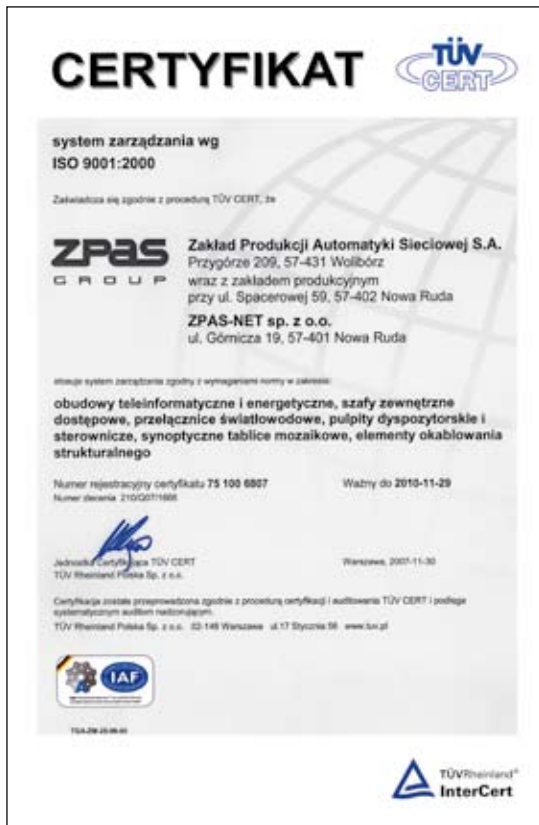 CERTYFIKAT
TÜV
CERT
system zarządzania wg
ISO 9001:2000
Zaświadcza się zgodnie z procedurą TÜV CERT, że
ZPAS
GROUP
Zakład Produkcji Automatyki Sieciowej S.A.
Przygórze 209, 57-431 Wolibórz
wraz z zakładem produkcyjnym
przy ul. Spacerowej 59, 57-402 Nowa Ruda
ZPAS-NET sp. z o.o.
ul. Górnicza 19, 57-401 Nowa Ruda
stosuje system zarządzania zgodny z wymaganiami normy w zakresie:
obudowy teleinformatyczne i energetyczne, szafy zewnętrzne
dostępowe, przełącznice światłowodowe, pulpity dyspozytorskie i
sterownicze, synoptyczne tablice mozaikowe, elementy okablowania
strukturalnego
Numer rejestracyjny certyfikatu 75 100 6807
Ważny do 2010-11-29
Numer zlecenia
Jednostka Certyfikująca TÜV CERT
TÜV Rheinland Polska Sp. z o.o.
Warszawa, 2007-11-30
Certyfikacja została przeprowadzona zgodnie z procedurą certyfikacji i auditowania TÜV CERT i podlega
systematycznym auditom nadzorującym.
TÜV Rheinland Polska Sp. z o.o. 02-146 Warszawa ul.17 Stycznia 56 www.tuv.pl
IAF
TÜVRheinland®
InterCert